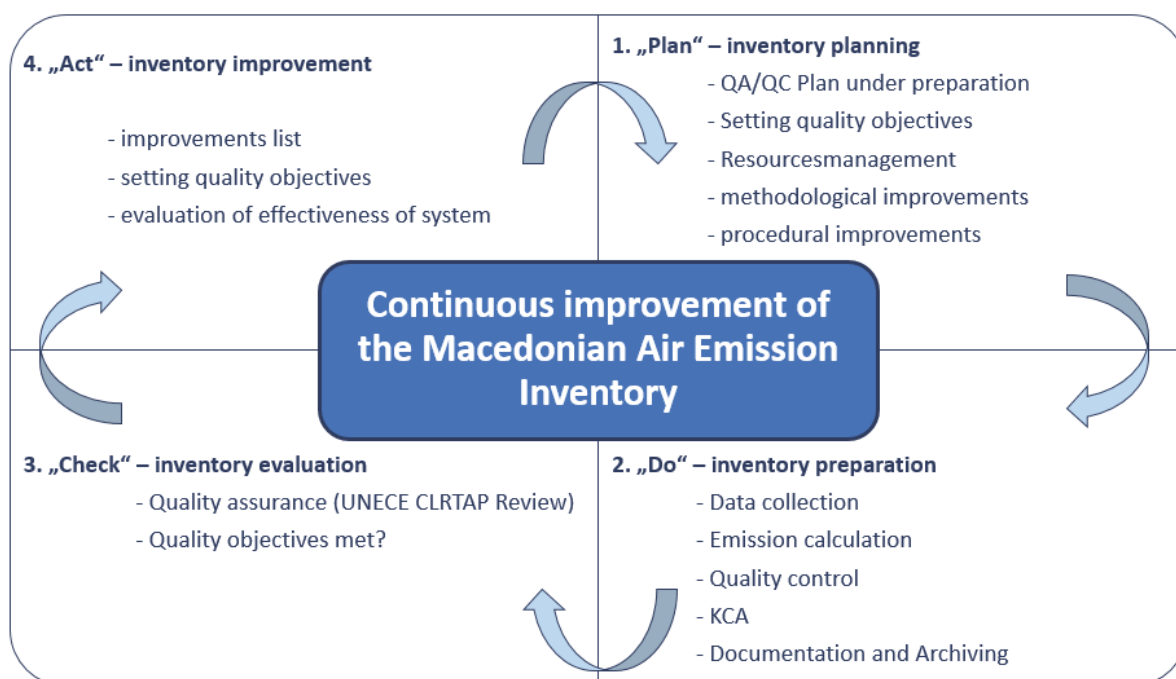 4. „Act“ – inventory improvement
- improvements list
- setting quality objectives
- evaluation of effectiveness of system
1. „Plan“ – inventory planning
- QA/QC Plan under preparation
- Setting quality objectives
- Resourcesmanagement
- methodological improvements
- procedural improvements
Continuous improvement of
the Macedonian Air Emission
Inventory
3. „Check“ – inventory evaluation
- Quality assurance (UNECE CLRTAP Review)
- Quality objectives met?
2. „Do“ – inventory preparation
- Data collection
- Emission calculation
- Quality control
- KCA
- Documentation and Archiving